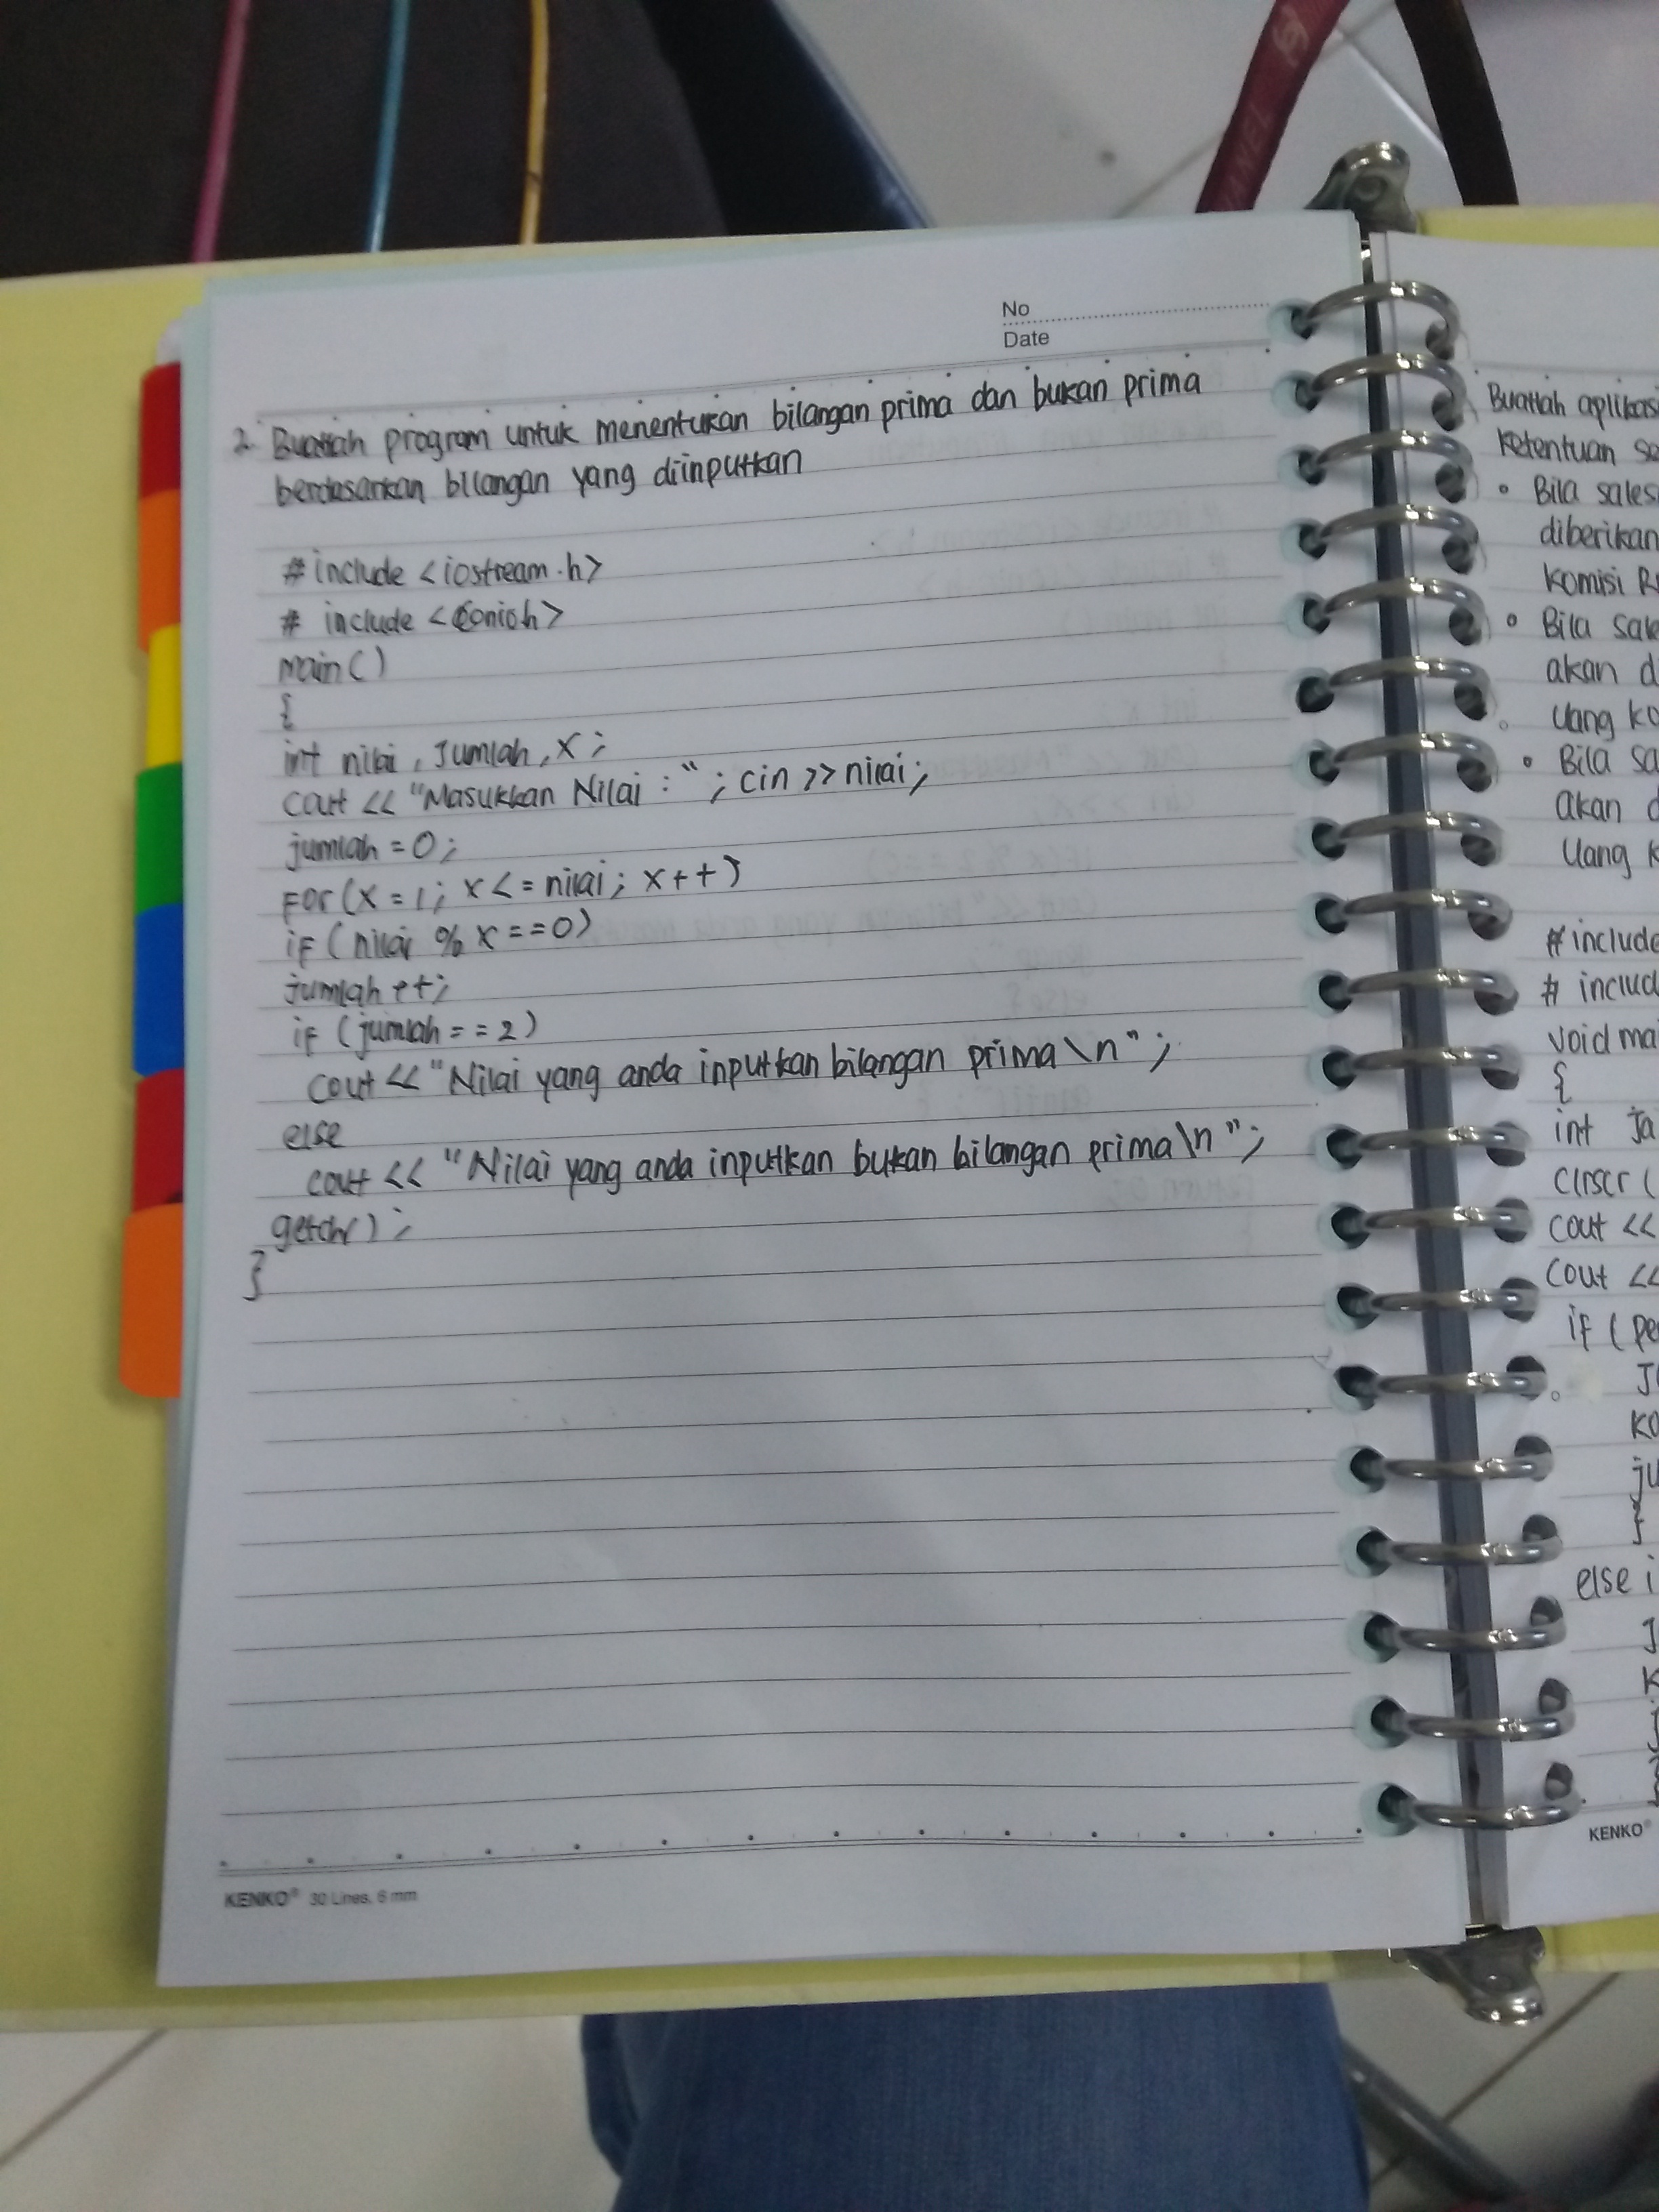 No
Date
2. Buatlah program untuk menentukan bilangan prima dan bukan prima
berdasarkan bilangan yang diinputkan
# include <iostream.h>
# include <conio.h>
main()
{
int nilai, Jumlah, x;
cout << "Masukkan Nilai : "; cin >> nilai;
jumlah = 0;
For (x = 1; x <= nilai; x++)
if (nilai % x == 0)
jumlah ++;
if (jumlah == 2)
cout << "Nilai yang anda inputkan bilangan prima \n";
else
cout << "Nilai yang anda inputkan bukan bilangan prima \n";
getch();
}
KENKO® 30 Lines, 6 mm
Buatlah aplikasi
Ketentuan se
• Bila sales
diberikan
komisi R
• Bila sale
akan d
Uang ko
• Bila sa
Akan d
Uang k
#include
# includ
void ma
{
int Ja
clrscr (
cout <<
Cout <<
if ( pe
ju
}
else i
KENKO®